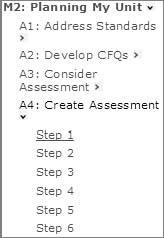 M2: Planning My Unit
A1: Address Standards
A2: Develop CFQs
A3: Consider
Assessment
A4: Create Assessment
Step 1
Step 2
Step 3
Step 4
Step 5
Step 6